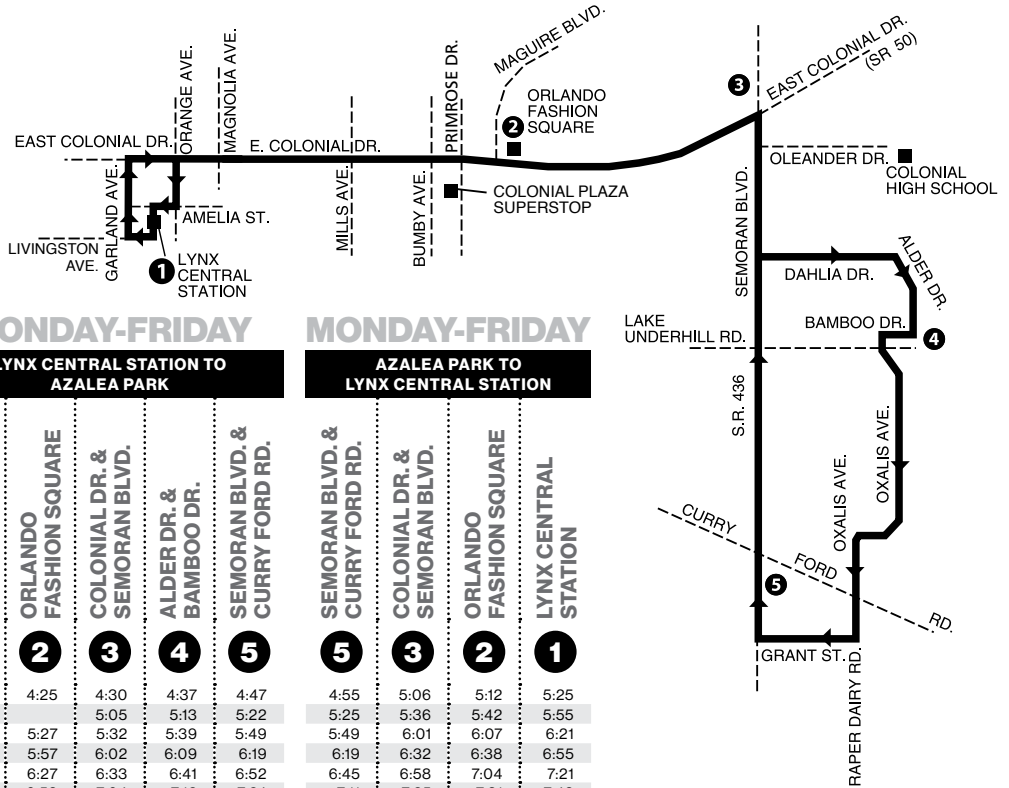 MAGUIRE BLVD.
EAST COLONIAL DR.
(SR 50)
ORANGE AVE.
MAGNOLIA AVE.
PRIMROSE DR.
3
2
ORLANDO
FASHION
SQUARE
EAST COLONIAL DR.
E. COLONIAL DR.
OLEANDER DR.
COLONIAL
HIGH SCHOOL
GARLAND AVE.
MILLS AVE.
BUMBY AVE.
COLONIAL PLAZA
SUPERSTOP
SEMORAN BLVD.
AMELIA ST.
LIVINGSTON
AVE.
1
LYNX
CENTRAL
STATION
DAHLIA DR.
ALDER DR.
LAKE
UNDERHILL RD.
BAMBOO DR.
4
S.R. 436
OXALIS AVE.
OXALIS AVE.
CURRY
FORD
RD.
5
GRANT ST.
RAPER DAIRY RD.
ONDAY-FRIDAY
LYNX CENTRAL STATION TO
AZALEA PARK
ORLANDO
FASHION SQUARE
COLONIAL DR. &
SEMORAN BLVD.
ALDER DR. &
BAMBOO DR.
SEMORAN BLVD. &
CURRY FORD RD.
2 3 4 5
4:25 4:30 4:37 4:47
5:05 5:13 5:22
5:27 5:32 5:39 5:49
5:57 6:02 6:09 6:19
6:27 6:33 6:41 6:52
MONDAY-FRIDAY
AZALEA PARK TO
LYNX CENTRAL STATION
SEMORAN BLVD. &
CURRY FORD RD.
COLONIAL DR. &
SEMORAN BLVD.
ORLANDO
FASHION SQUARE
LYNX CENTRAL
STATION
5 3 2 1
4:55 5:06 5:12 5:25
5:25 5:36 5:42 5:55
5:49 6:01 6:07 6:21
6:19 6:32 6:38 6:55
6:45 6:58 7:04 7:21